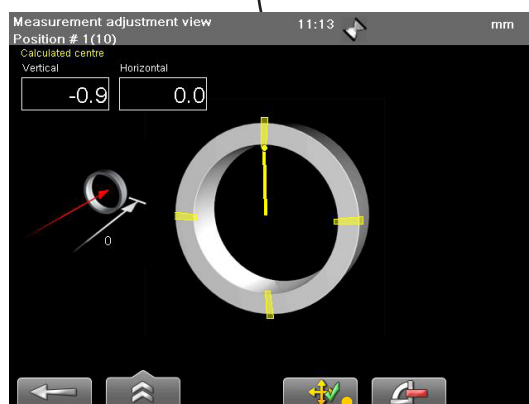 Measurement adjustment view 11:13 mm
Position # 1(10)
Calculated centre
Vertical Horizontal
-0.9 0.0
0